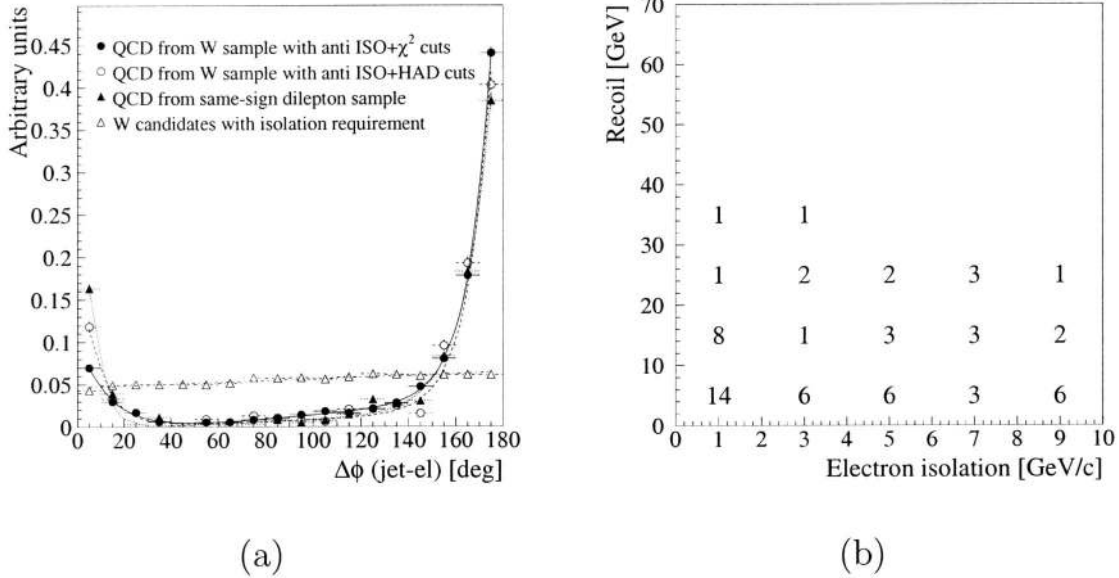 Arbitrary units
0.45
0.4
0.35
0.3
0.25
0.2
0.15
0.1
0.05
0
QCD from W sample with anti ISO+χ² cuts
QCD from W sample with anti ISO+HAD cuts
QCD from same-sign dilepton sample
W candidates with isolation requirement
0 20 40 60 80 100 120 140 160 180
Δϕ (jet-el) [deg]
(a)
Recoil [GeV]
70
60
50
40
30
20
10
0
1 1
1 2 2 3 1
8 1 3 3 2
14 6 6 3 6
0 1 2 3 4 5 6 7 8 9 10
Electron isolation [GeV/c]
(b)